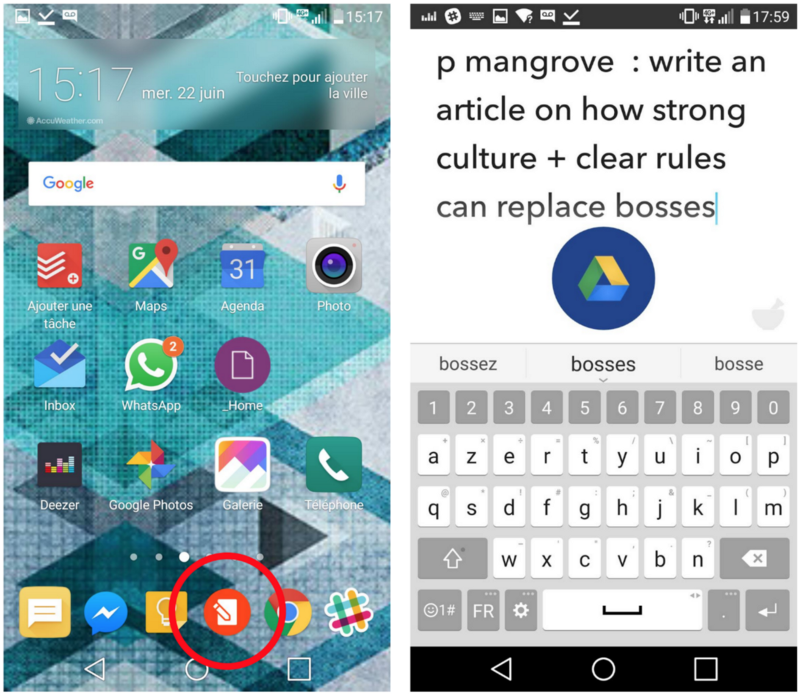 15:17
15:17 mer. 22 juin
Touchez pour ajouter
la ville
AccuWeather.com
Google
G
31
Ajouter une
tâche
Maps
Agenda
Photo
2
Inbox
WhatsApp
_Home
Deezer
Google Photos
Galerie
Téléphone
17:59
p mangrove : write an
article on how strong
culture + clear rules
can replace bosses
bossez bosses bosse
1 2 3 4 5 6 7 8 9 0
a z e r t y u i o p
q s d f g h j k l m
w x c v b n
1# FR .